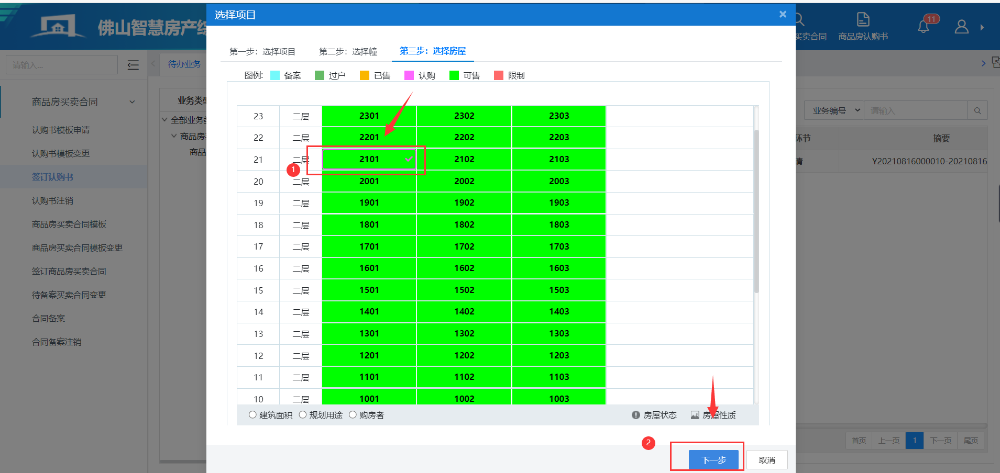 选择项目
佛山智慧房产综
买卖合同
商品房认购书
11
请输入...
待办业务
第一步：选择项目
第二步：选择幢
第三步：选择房屋
图例:
备案
过户
已售
认购
可售
限制
商品房买卖合同
认购书模板申请
认购书模板变更
签订认购书
认购书注销
商品房买卖合同模板
商品房买卖合同模板变更
签订商品房买卖合同
待备案买卖合同变更
合同备案
合同备案注销
业务类型
全部业务类
商品房买
商品
23 二层 2301 2302 2303
22 二层 2201 2202 2203
21 二层 2101 2102 2103
1
20 二层 2001 2002 2003
19 二层 1901 1902 1903
18 二层 1801 1802 1803
17 二层 1701 1702 1703
16 二层 1601 1602 1603
15 二层 1501 1502 1503
14 二层 1401 1402 1403
13 二层 1301 1302 1303
12 二层 1201 1202 1203
11 二层 1101 1102 1103
10 二层 1001 1002 1003
建筑面积
规划用途
购房者
房屋状态
房屋性质
2
下一步
取消
业务编号
请输入
环节
摘要
请
Y20210816000010-20210816
首页
上一页
1
下一页
尾页